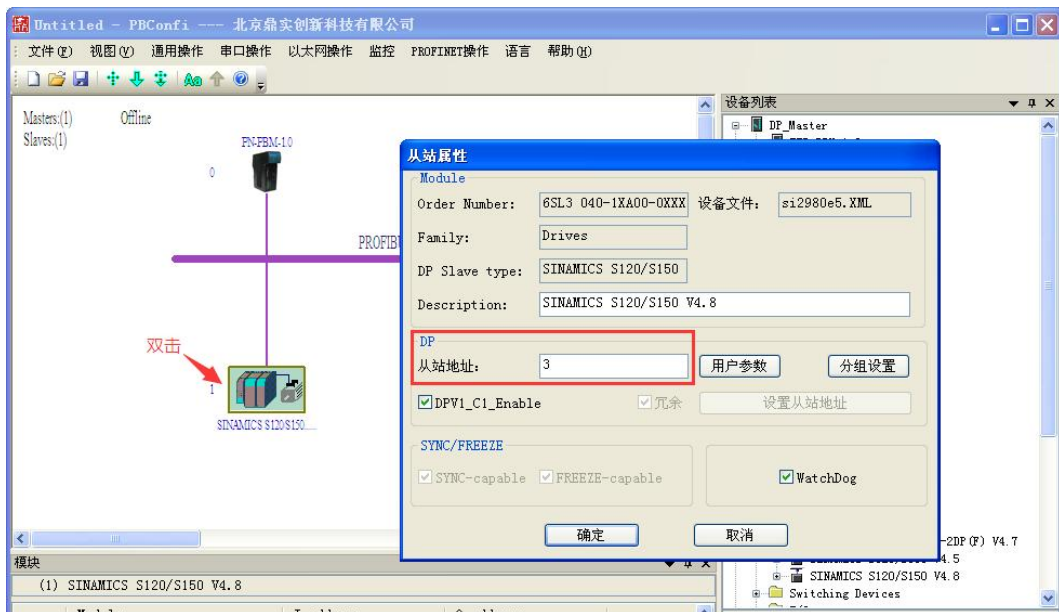 Untitled - PBConfi --- 北京鼎实创新科技有限公司
文件(F) 视图(V) 通用操作 串口操作 以太网操作 监控 PROFINET操作 语言 帮助(H)
Masters:(1) Offline
Slaves:(1)
PN-PBM-1.0
0
PROFIB
双击
1
SINAMICS S120/S150......
设备列表
DP_Master
从站属性
Module
Order Number: 6SL3 040-1XA00-0XXX 设备文件: si2980e5.XML
Family: Drives
DP Slave type: SINAMICS S120/S150
Description: SINAMICS S120/S150 V4.8
DP
从站地址: 3 用户参数 分组设置
DPV1_C1_Enable 冗余 设置从站地址
SYNC/FREEZE
SYNC-capable FREEZE-capable WatchDog
确定 取消
-2DP(F) V4.7
V4.5
SINAMICS S120/S150 V4.8
Switching Devices
模块
(1) SINAMICS S120/S150 V4.8